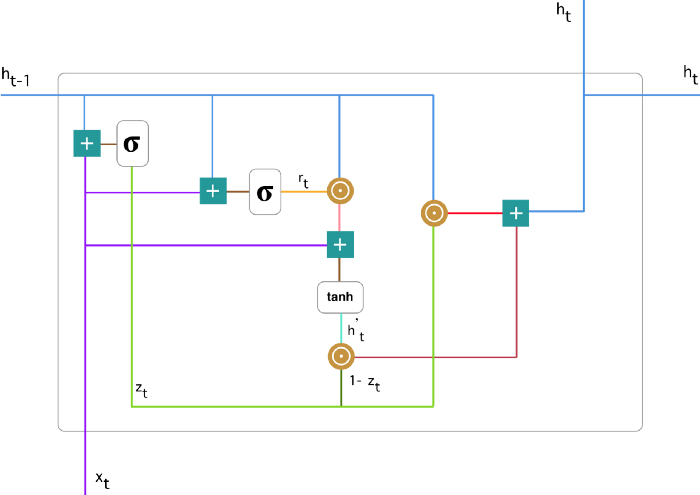 h_t
h_t-1
h_t
+
σ
+
σ
r_t
+
+
tanh
h'_t
z_t
1- z_t
x_t